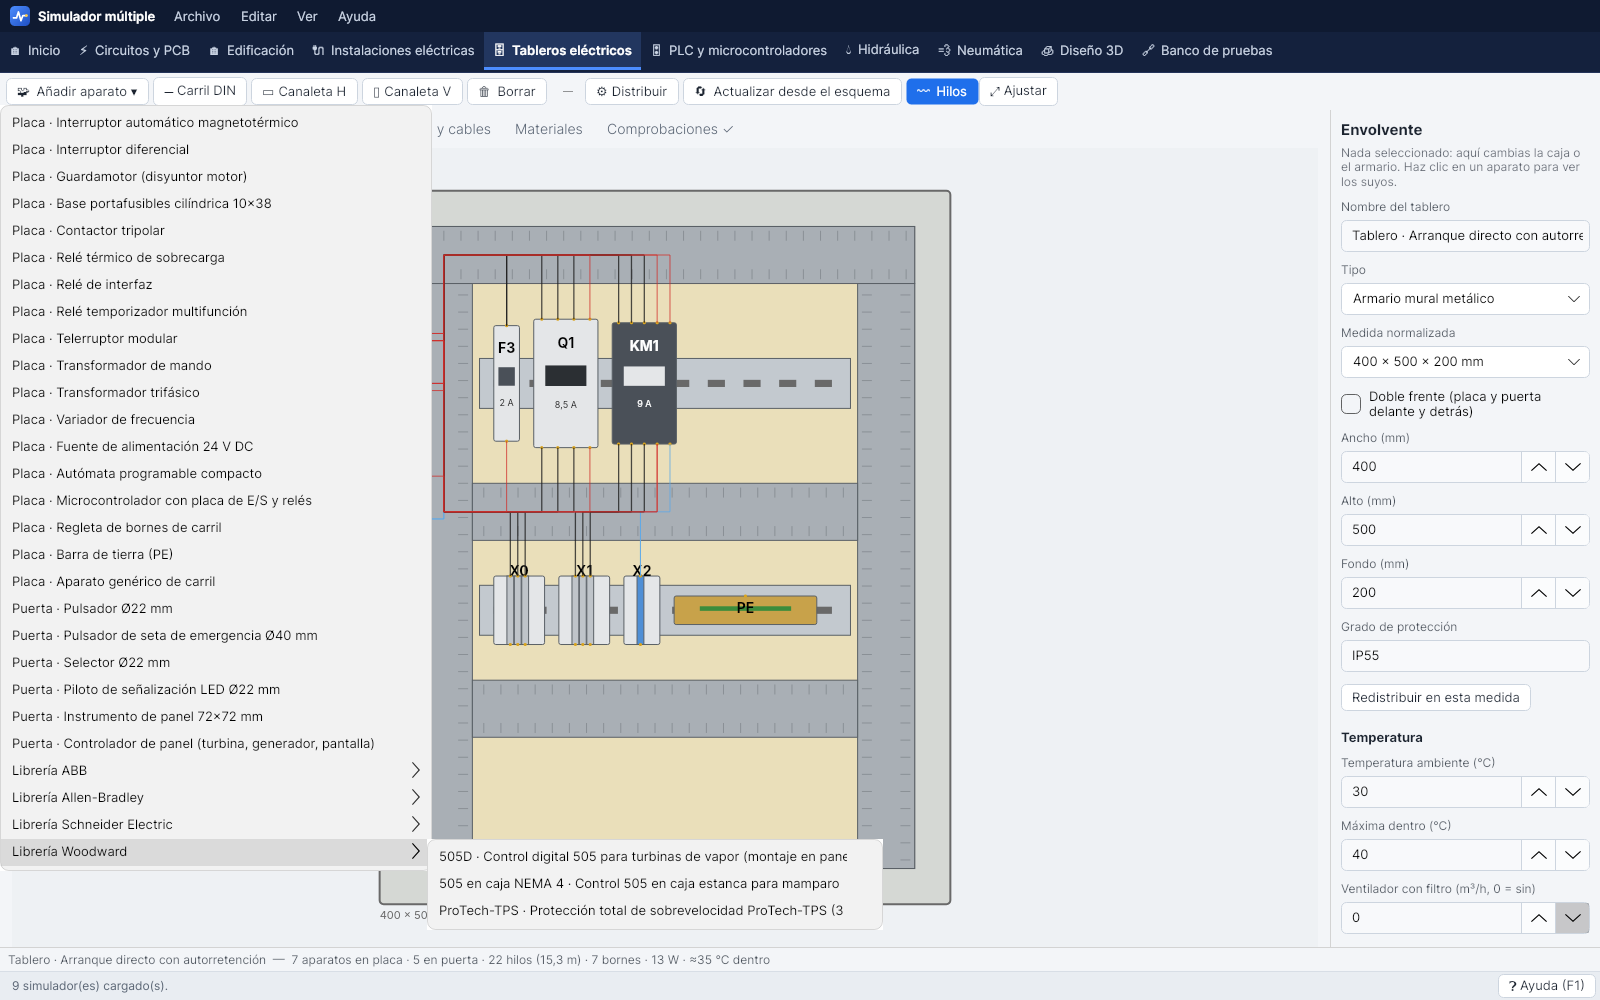 Simulador múltiple Archivo Editar Ver Ayuda
Inicio Circuitos y PCB Edificación Instalaciones eléctricas Tableros eléctricos PLC y microcontroladores Hidráulica Neumática Diseño 3D Banco de pruebas
Añadir aparato ▾ Carril DIN Canaleta H Canaleta V Borrar — Distribuir Actualizar desde el esquema Hilos Ajustar
y cables Materiales Comprobaciones ✓
Placa · Interruptor automático magnetotérmico
Placa · Interruptor diferencial
Placa · Guardamotor (disyuntor motor)
Placa · Base portafusibles cilíndrica 10×38
Placa · Contactor tripolar
Placa · Relé térmico de sobrecarga
Placa · Relé de interfaz
Placa · Relé temporizador multifunción
Placa · Telerruptor modular
Placa · Transformador de mando
Placa · Transformador trifásico
Placa · Variador de frecuencia
Placa · Fuente de alimentación 24 V DC
Placa · Autómata programable compacto
Placa · Microcontrolador con placa de E/S y relés
Placa · Regleta de bornes de carril
Placa · Barra de tierra (PE)
Placa · Aparato genérico de carril
Puerta · Pulsador Ø22 mm
Puerta · Pulsador de seta de emergencia Ø40 mm
Puerta · Selector Ø22 mm
Puerta · Piloto de señalización LED Ø22 mm
Puerta · Instrumento de panel 72×72 mm
Puerta · Controlador de panel (turbina, generador, pantalla)
Librería ABB
Librería Allen-Bradley
Librería Schneider Electric
Librería Woodward
505D · Control digital 505 para turbinas de vapor (montaje en pane
505 en caja NEMA 4 · Control 505 en caja estanca para mamparo
ProTech-TPS · Protección total de sobrevelocidad ProTech-TPS (3
F3
2 A
Q1
8,5 A
KM1
9 A
X0
X1
X2
PE
400 × 50
Envolvente
Nada seleccionado: aquí cambias la caja o
el armario. Haz clic en un aparato para ver
los suyos.
Nombre del tablero
Tablero · Arranque directo con autorre
Tipo
Armario mural metálico
Medida normalizada
400 × 500 × 200 mm
Doble frente (placa y puerta
delante y detrás)
Ancho (mm)
400
Alto (mm)
500
Fondo (mm)
200
Grado de protección
IP55
Redistribuir en esta medida
Temperatura
Temperatura ambiente (°C)
30
Máxima dentro (°C)
40
Ventilador con filtro (m³/h, 0 = sin)
0
Tablero · Arranque directo con autorretención — 7 aparatos en placa · 5 en puerta · 22 hilos (15,3 m) · 7 bornes · 13 W · ≈35 °C dentro
9 simulador(es) cargado(s).
? Ayuda (F1)